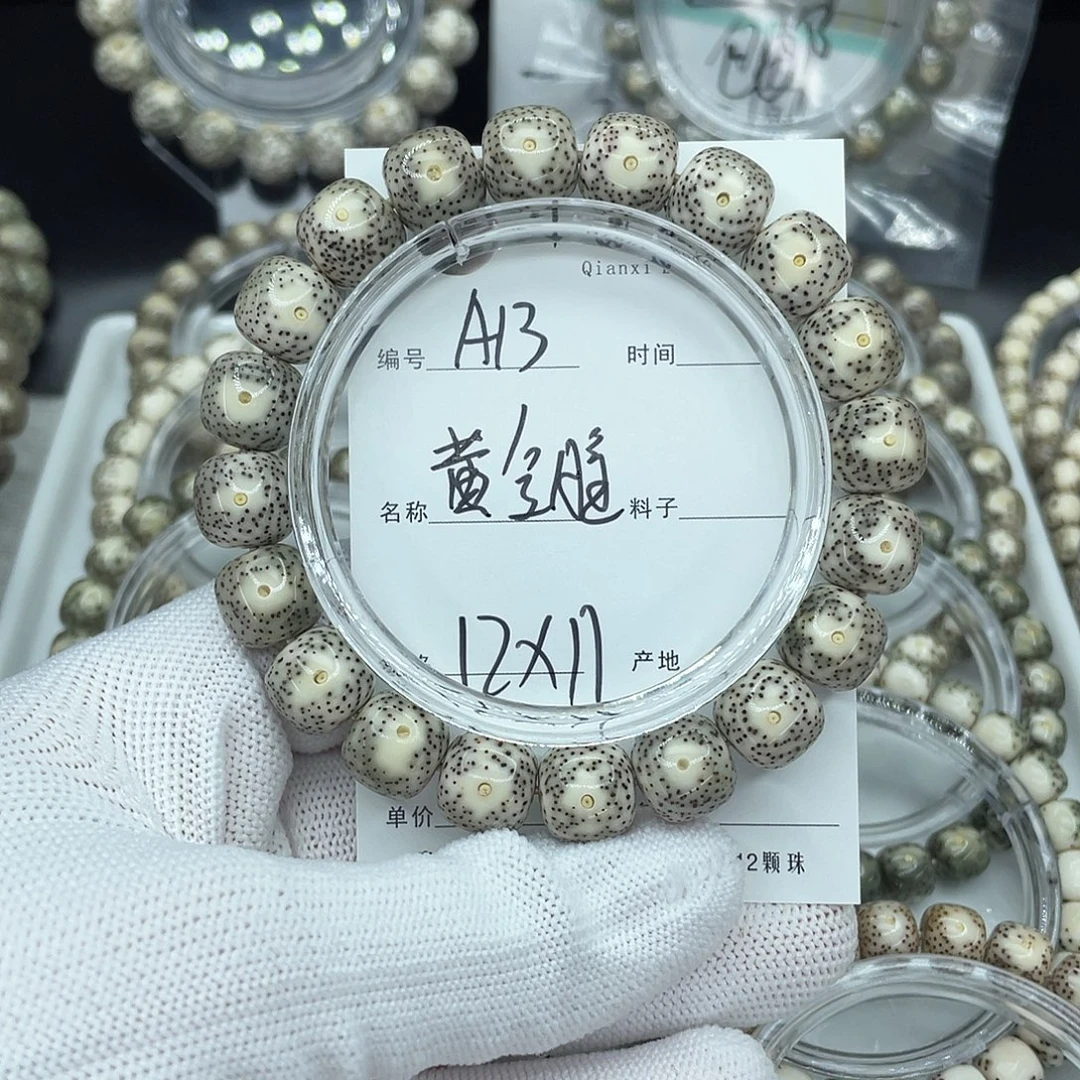 Qianxi
编号 A13 时间
名称 黄金瞳 料子
12X11 产地
单价
12颗珠